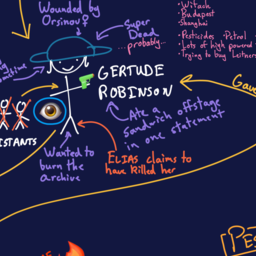 Wounded by
Orsinov
Super
Dead
...probably...
• Wittach
• Budapest
• Shanghai
• Pesticides Petrol
• Lots of high powered
• Trying to buy Leitners
GERTUDE
ROBINSON
Gave
Ate a
sandwich offstage
in one statement
ISTANTS
Wanted to
burn the
archive
ELIAS claims to
have killed her
[PE